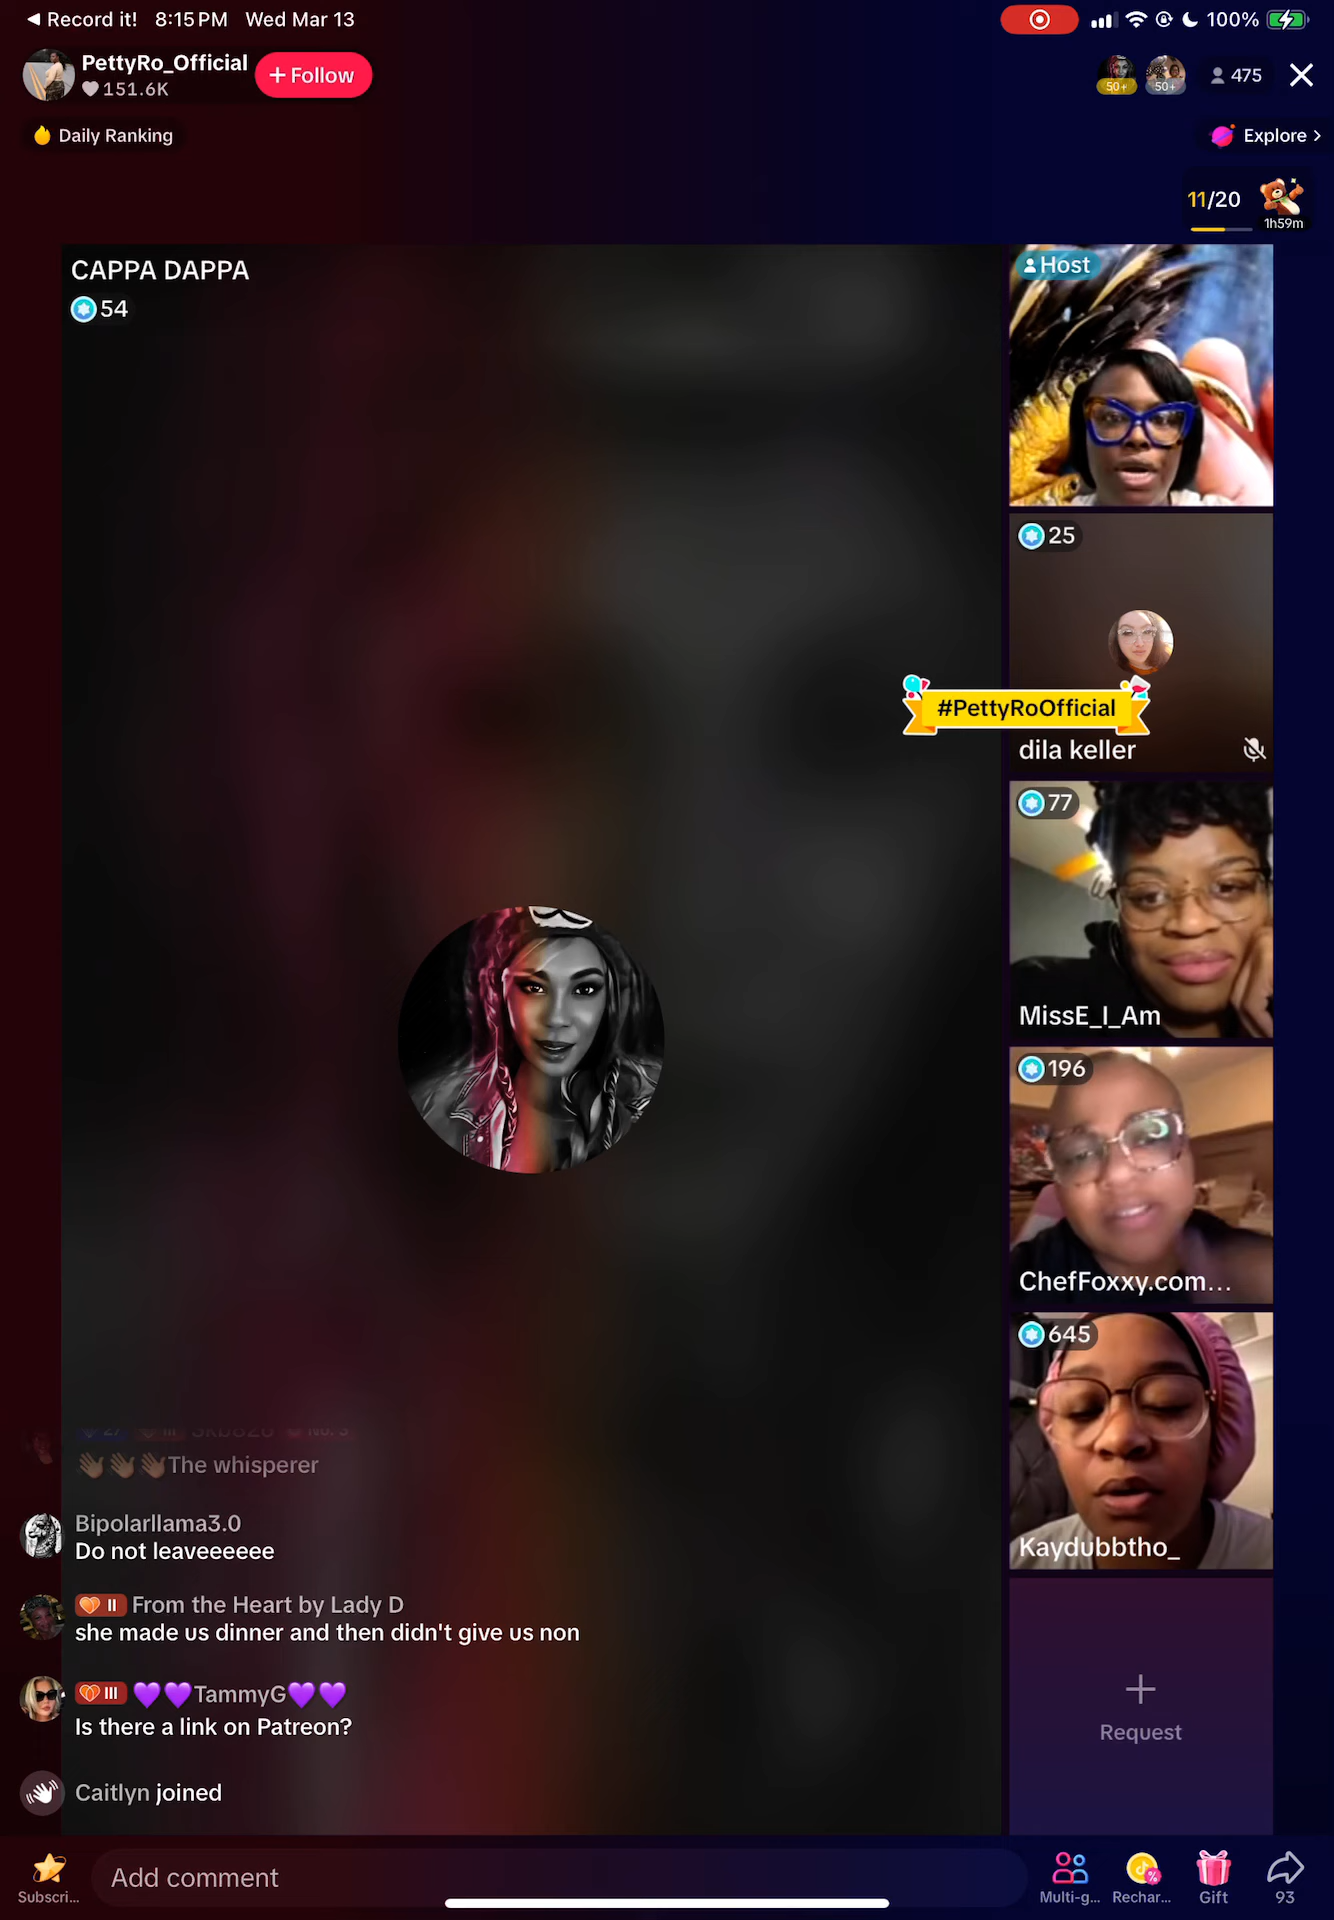 Record it! 8:15 PM Wed Mar 13 100%
PettyRo_Official
151.6K
+ Follow
50+
50+
475
Daily Ranking
Explore
11/20
1h59m
CAPPA DAPPA
54
Host
25
#PettyRoOfficial
dila keller
77
MissE_I_Am
196
ChefFoxxy.com...
645
Kaydubbtho_
Request
The whisperer
Bipolarllama3.0
Do not leaveeeeee
II From the Heart by Lady D
she made us dinner and then didn't give us non
III 💜💜TammyG💜💜
Is there a link on Patreon?
Caitlyn joined
Subscri...
Add comment
Multi-g...
Rechar...
Gift
93